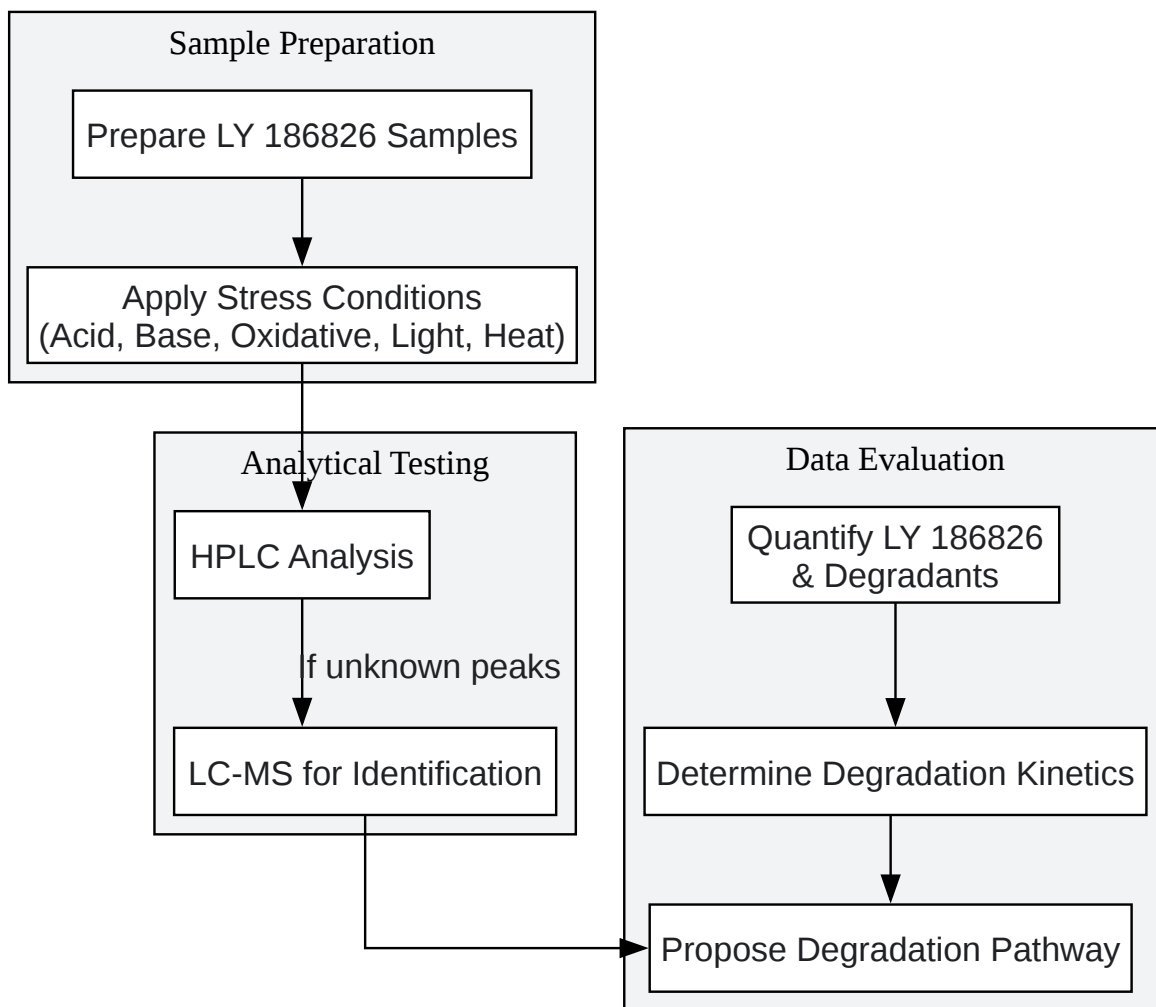 Sample Preparation
Prepare LY 186826 Samples
Apply Stress Conditions
(Acid, Base, Oxidative, Light, Heat)
Analytical Testing
HPLC Analysis
If unknown peaks
LC-MS for Identification
Data Evaluation
Quantify LY 186826
& Degradants
Determine Degradation Kinetics
Propose Degradation Pathway